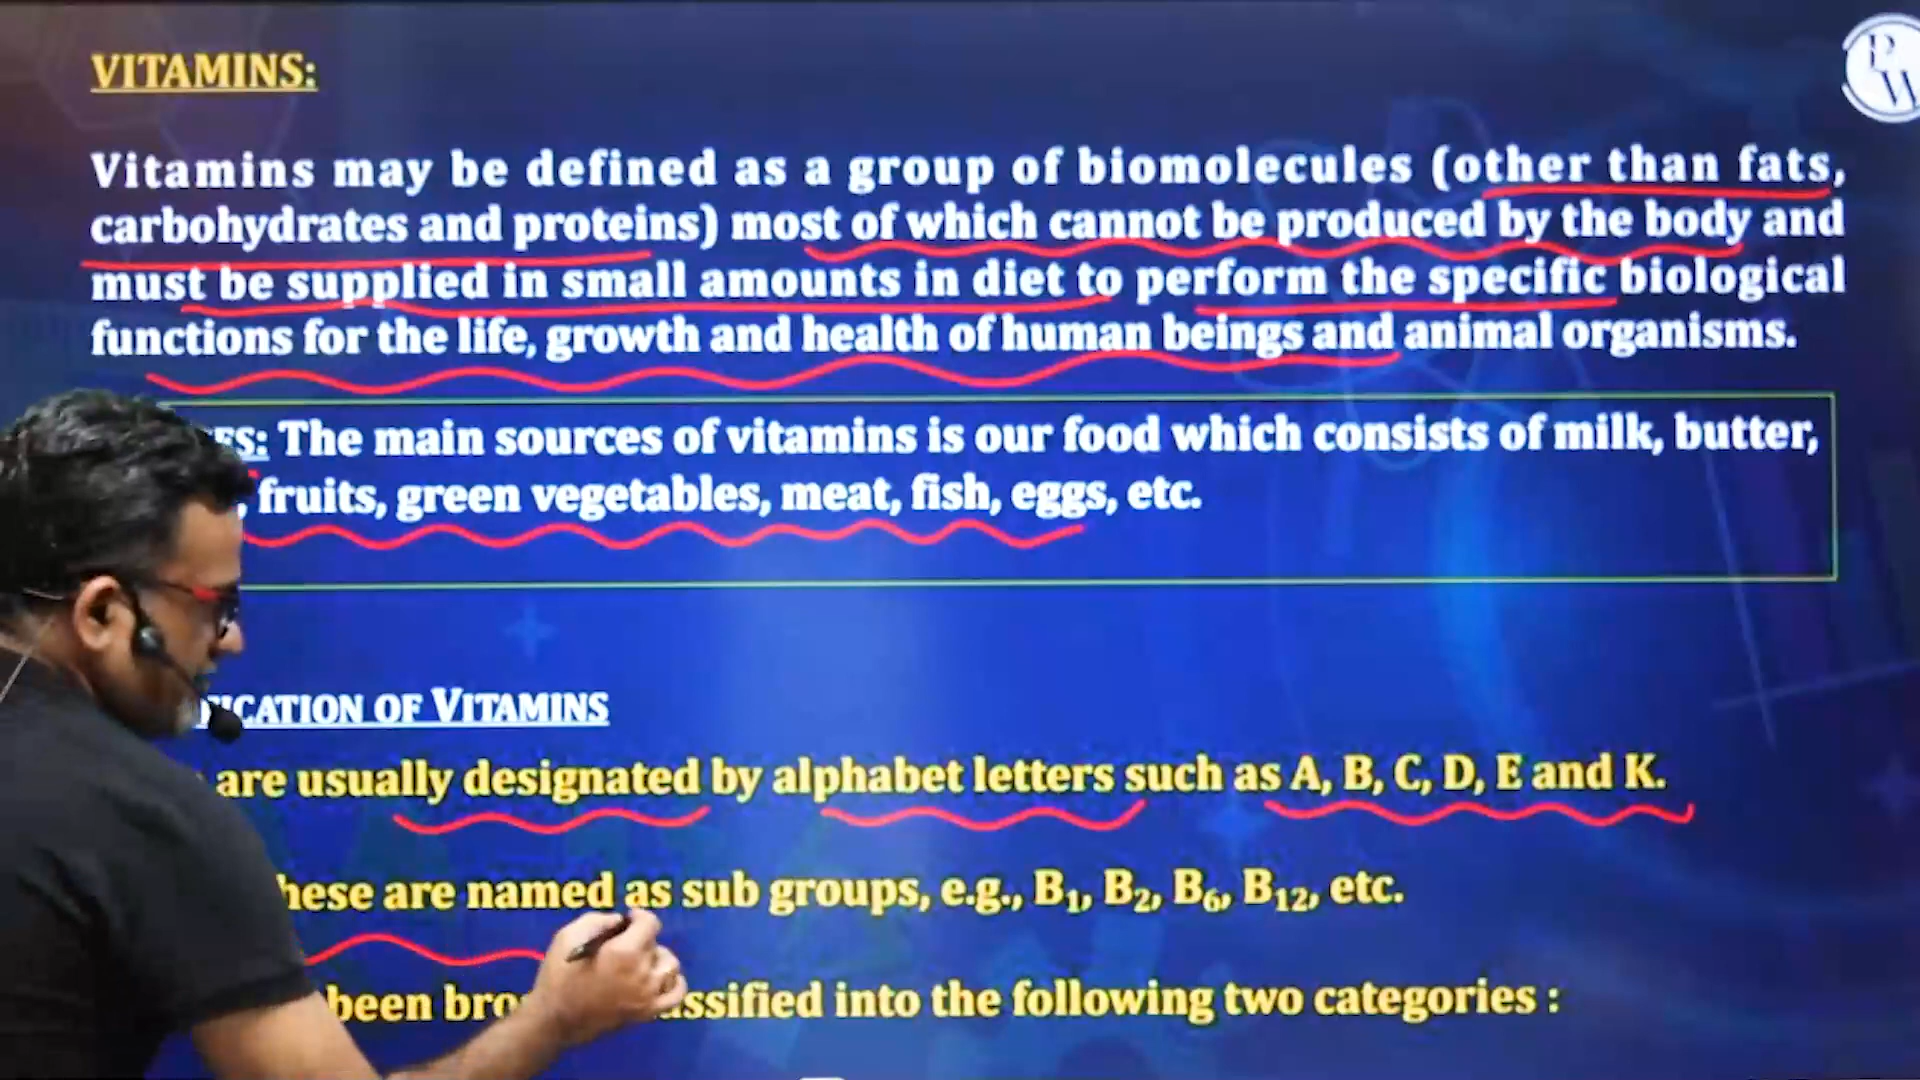 VITAMINS:
P
W
Vitamins may be defined as a group of biomolecules (other than fats,
carbohydrates and proteins) most of which cannot be produced by the body and
must be supplied in small amounts in diet to perform the specific biological
functions for the life, growth and health of human beings and animal organisms.
The main sources of vitamins is our food which consists of milk, butter,
, fruits, green vegetables, meat, fish, eggs, etc.
OF VITAMINS
are usually designated by alphabet letters such as A, B, C, D, E and K.
are named as sub groups, e.g., B₁, B₂, B₆, B₁₂, etc.
been into the following two categories :